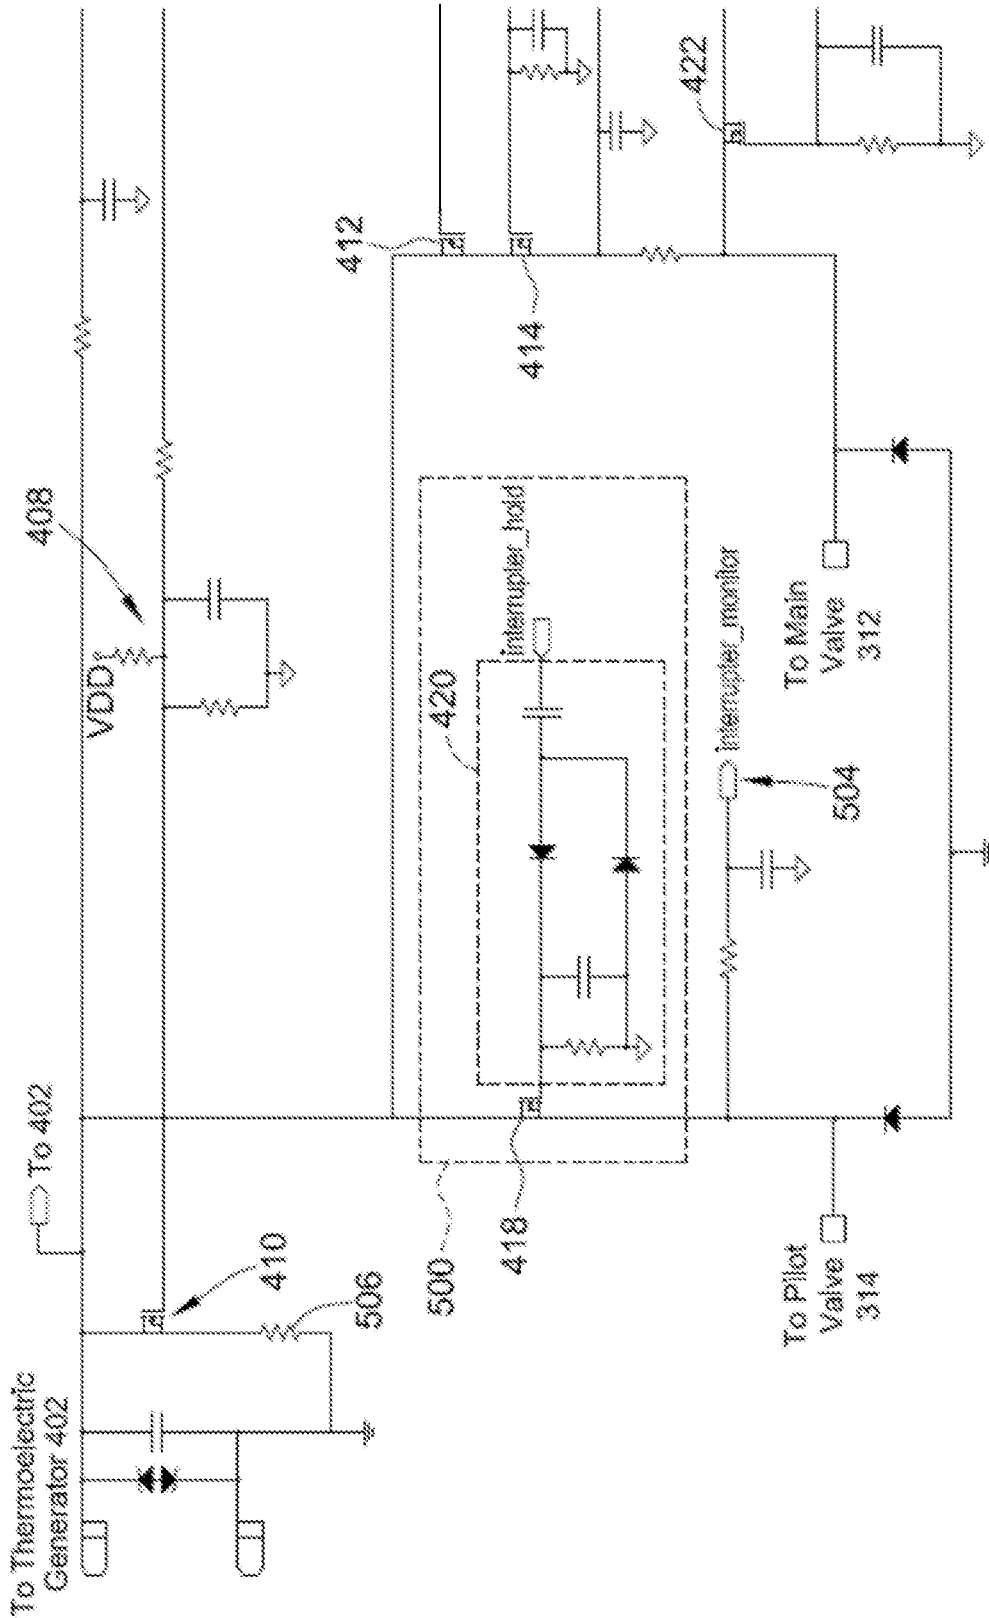 To Thermoelectric
Generator 402
To 402
410
506
408
VDD
412
414
422
500
418
420
Interrupter_hold
Interrupter_monitor
504
To Main
Valve
312
To Pilot
Valve
314